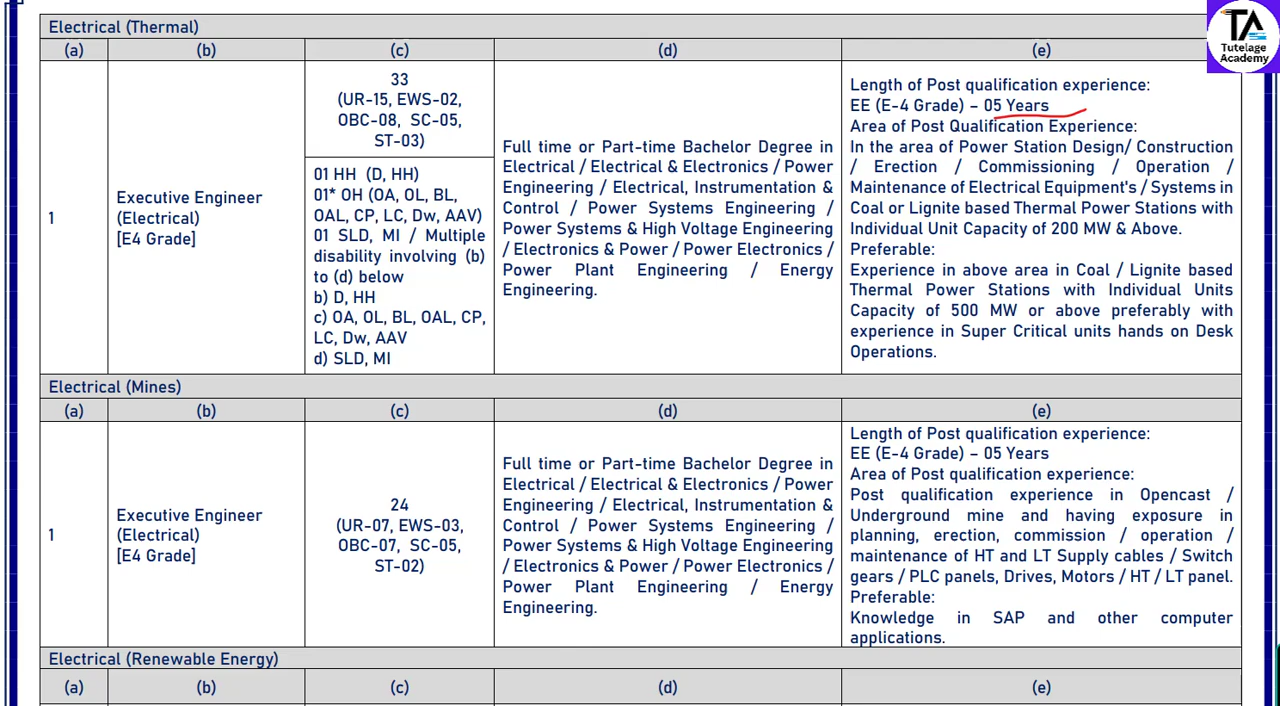 TA
Tutelage
Academy
Electrical (Thermal)
(a) (b) (c) (d) (e)
1
Executive Engineer
(Electrical)
[E4 Grade]
33
(UR-15, EWS-02,
OBC-08, SC-05,
ST-03)
01 HH (D, HH)
01* OH (OA, OL, BL,
OAL, CP, LC, Dw, AAV)
01 SLD, MI / Multiple
disability involving (b)
to (d) below
b) D, HH
c) OA, OL, BL, OAL, CP,
LC, Dw, AAV
d) SLD, MI
Full time or Part-time Bachelor Degree in
Electrical / Electrical & Electronics / Power
Engineering / Electrical, Instrumentation &
Control / Power Systems Engineering /
Power Systems & High Voltage Engineering
/ Electronics & Power / Power Electronics /
Power Plant Engineering / Energy
Engineering.
Length of Post qualification experience:
EE (E-4 Grade) – 05 Years
Area of Post Qualification Experience:
In the area of Power Station Design/ Construction
/ Erection / Commissioning / Operation /
Maintenance of Electrical Equipment's / Systems in
Coal or Lignite based Thermal Power Stations with
Individual Unit Capacity of 200 MW & Above.
Preferable:
Experience in above area in Coal / Lignite based
Thermal Power Stations with Individual Units
Capacity of 500 MW or above preferably with
experience in Super Critical units hands on Desk
Operations.
Electrical (Mines)
(a) (b) (c) (d) (e)
1
Executive Engineer
(Electrical)
[E4 Grade]
24
(UR-07, EWS-03,
OBC-07, SC-05,
ST-02)
Full time or Part-time Bachelor Degree in
Electrical / Electrical & Electronics / Power
Engineering / Electrical, Instrumentation &
Control / Power Systems Engineering /
Power Systems & High Voltage Engineering
/ Electronics & Power / Power Electronics /
Power Plant Engineering / Energy
Engineering.
Length of Post qualification experience:
EE (E-4 Grade) – 05 Years
Area of Post qualification experience:
Post qualification experience in Opencast /
Underground mine and having exposure in
planning, erection, commission / operation /
maintenance of HT and LT Supply cables / Switch
gears / PLC panels, Drives, Motors / HT / LT panel.
Preferable:
Knowledge in SAP and other computer
applications.
Electrical (Renewable Energy)
(a) (b) (c) (d) (e)